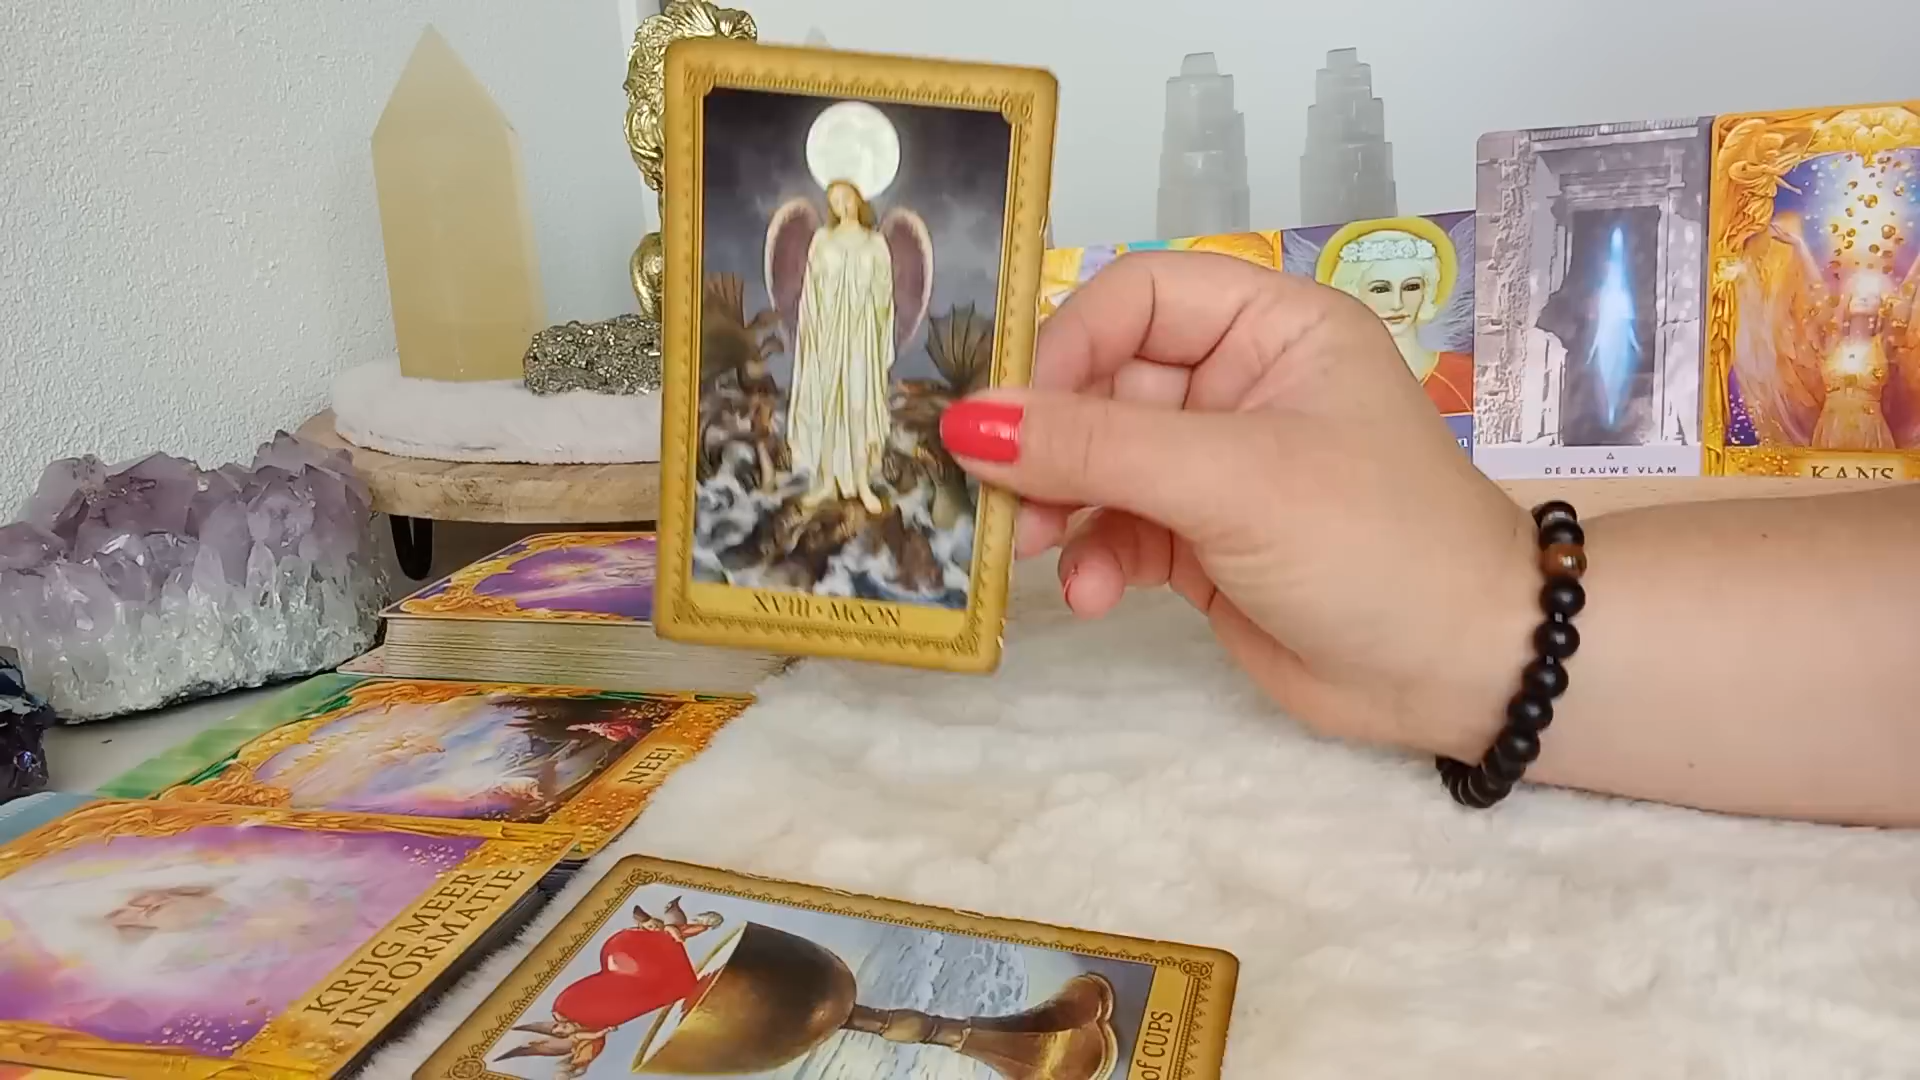 XVIII • MOON
DE BLAUWE VLAM
KANS
NEE!
KRIJG MEER
INFORMATIE
of CUPS